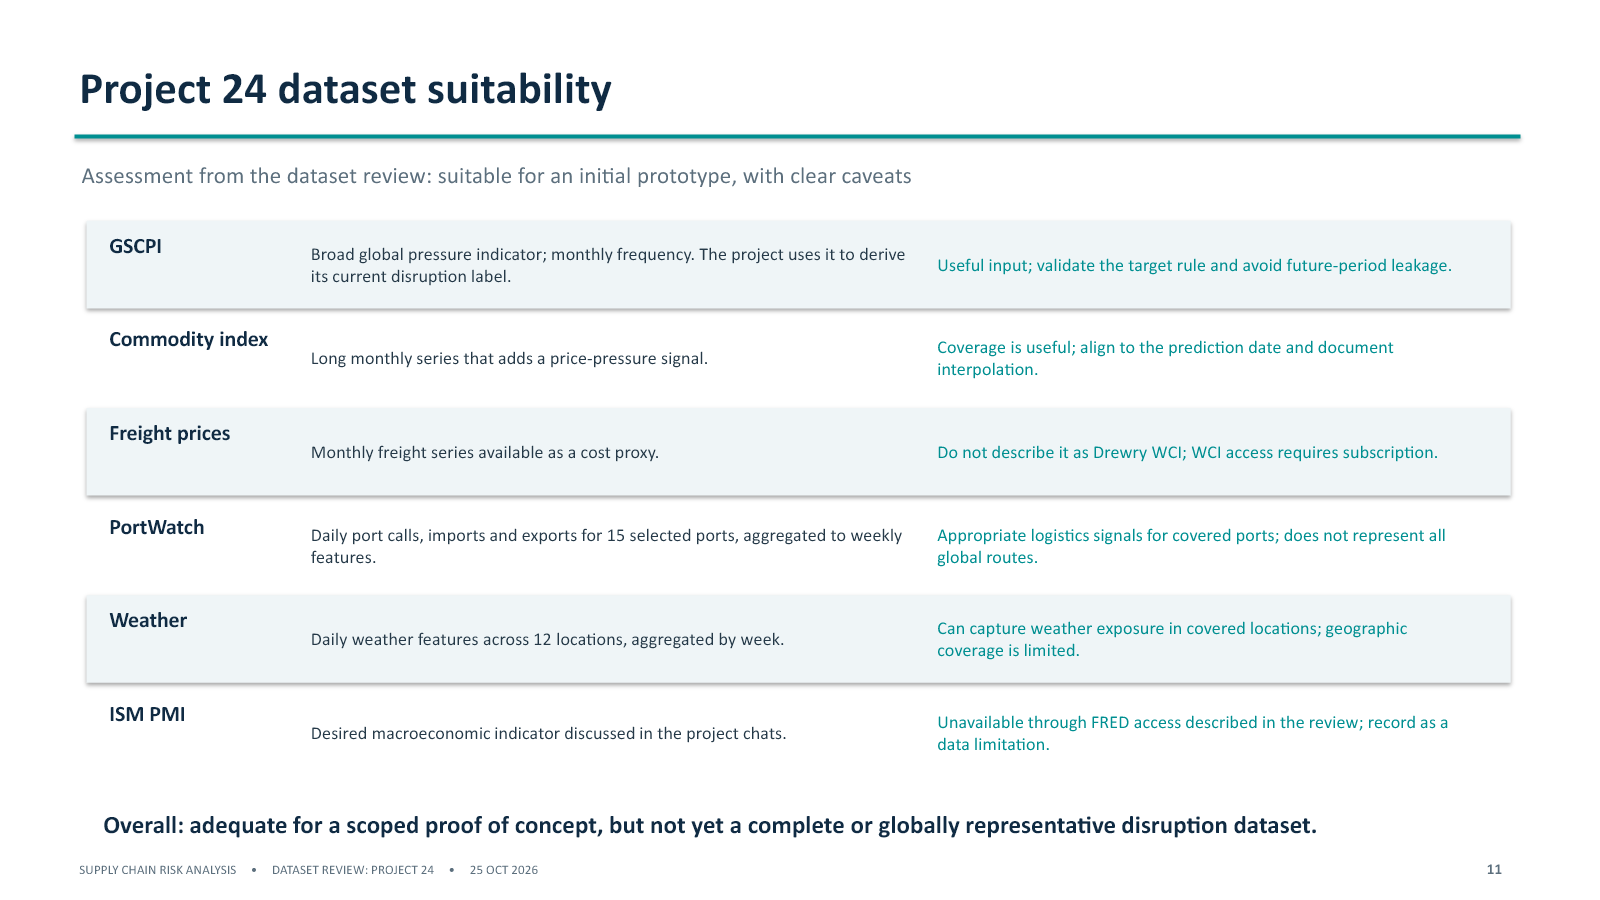 Project 24 dataset suitability
Assessment from the dataset review: suitable for an initial prototype, with clear caveats
GSCPI
Broad global pressure indicator; monthly frequency. The project uses it to derive
its current disruption label.
Useful input; validate the target rule and avoid future-period leakage.
Commodity index
Long monthly series that adds a price-pressure signal.
Coverage is useful; align to the prediction date and document
interpolation.
Freight prices
Monthly freight series available as a cost proxy.
Do not describe it as Drewry WCI; WCI access requires subscription.
PortWatch
Daily port calls, imports and exports for 15 selected ports, aggregated to weekly
features.
Appropriate logistics signals for covered ports; does not represent all
global routes.
Weather
Daily weather features across 12 locations, aggregated by week.
Can capture weather exposure in covered locations; geographic
coverage is limited.
ISM PMI
Desired macroeconomic indicator discussed in the project chats.
Unavailable through FRED access described in the review; record as a
data limitation.
Overall: adequate for a scoped proof of concept, but not yet a complete or globally representative disruption dataset.
SUPPLY CHAIN RISK ANALYSIS • DATASET REVIEW: PROJECT 24 • 25 OCT 2026
11